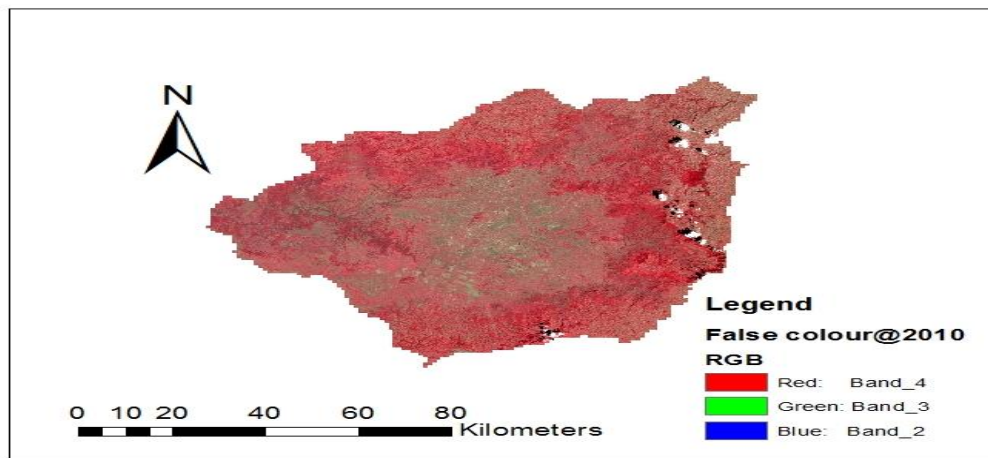 N
Legend
False colour@2010
RGB
Red: Band_4
Green: Band_3
Blue: Band_2
0 10 20 40 60 80
Kilometers